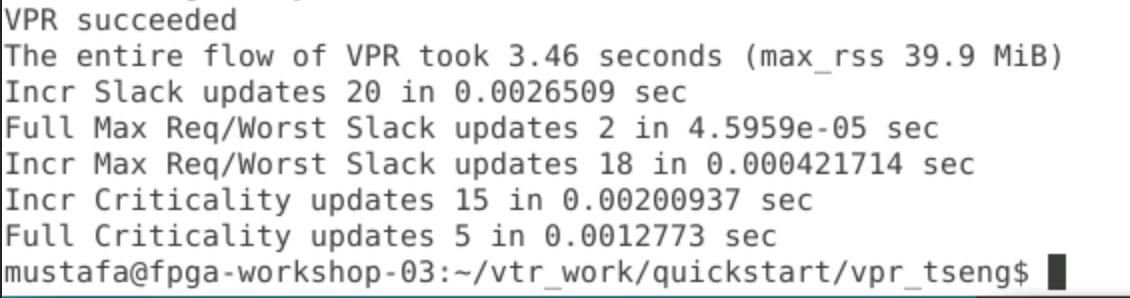 VPR succeeded
The entire flow of VPR took 3.46 seconds (max_rss 39.9 MiB)
Incr Slack updates 20 in 0.0026509 sec
Full Max Req/Worst Slack updates 2 in 4.5959e-05 sec
Incr Max Req/Worst Slack updates 18 in 0.000421714 sec
Incr Criticality updates 15 in 0.00200937 sec
Full Criticality updates 5 in 0.0012773 sec
mustafa@fpga-workshop-03:~/vtr_work/quickstart/vpr_tseng$